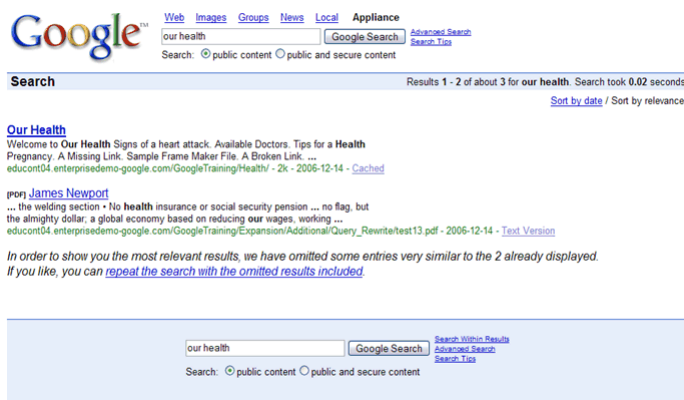 Google™
Web Images Groups News Local Appliance
our health Google Search Advanced Search
Search Tips
Search: public content public and secure content
Search Results 1 - 2 of about 3 for our health. Search took 0.02 seconds
Sort by date / Sort by relevance
Our Health
Welcome to Our Health Signs of a heart attack. Available Doctors. Tips for a Health
Pregnancy. A Missing Link. Sample Frame Maker File. A Broken Link. ...
educont04.enterprisedemo-google.com/GoogleTraining/Health/ - 2k - 2006-12-14 - Cached
[PDF] James Newport
... the welding section • No health insurance or social security pension ... no flag, but
the almighty dollar; a global economy based on reducing our wages, working ...
educont04.enterprisedemo-google.com/GoogleTraining/Expansion/Additional/Query_Rewrite/test13.pdf - 2006-12-14 - Text Version
In order to show you the most relevant results, we have omitted some entries very similar to the 2 already displayed.
If you like, you can repeat the search with the omitted results included.
our health Google Search Search Within Results
Advanced Search
Search Tips
Search: public content public and secure content